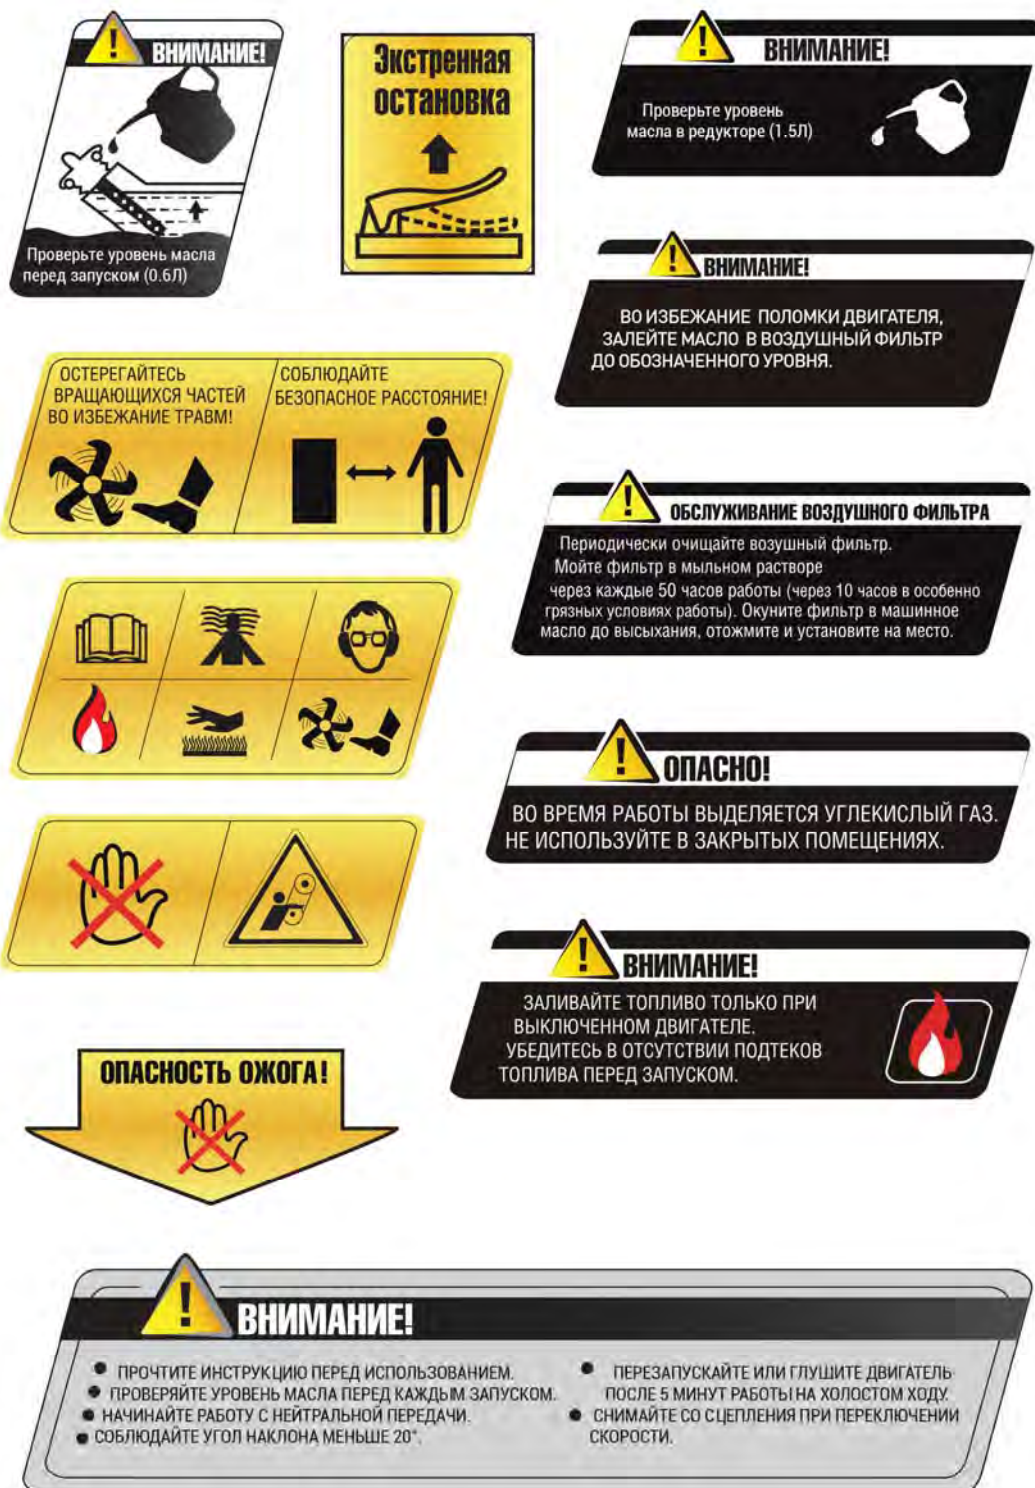 ВНИМАНИЕ!
Проверьте уровень масла
перед запуском (0.6Л)
Экстренная
остановка
ВНИМАНИЕ!
Проверьте уровень
масла в редукторе (1.5Л)
ВНИМАНИЕ!
ВО ИЗБЕЖАНИЕ ПОЛОМКИ ДВИГАТЕЛЯ,
ЗАЛЕЙТЕ МАСЛО В ВОЗДУШНЫЙ ФИЛЬТР
ДО ОБОЗНАЧЕННОГО УРОВНЯ.
ОСТЕРЕГАЙТЕСЬ
ВРАЩАЮЩИХСЯ ЧАСТЕЙ
ВО ИЗБЕЖАНИЕ ТРАВМ!
СОБЛЮДАЙТЕ
БЕЗОПАСНОЕ РАССТОЯНИЕ!
ОБСЛУЖИВАНИЕ ВОЗДУШНОГО ФИЛЬТРА
Периодически очищайте возушный фильтр.
Мойте фильтр в мыльном растворе
через каждые 50 часов работы (через 10 часов в особенно
грязных условиях работы). Окуните фильтр в машинное
масло до высыхания, отожмите и установите на место.
ОПАСНО!
ВО ВРЕМЯ РАБОТЫ ВЫДЕЛЯЕТСЯ УГЛЕКИСЛЫЙ ГАЗ.
НЕ ИСПОЛЬЗУЙТЕ В ЗАКРЫТЫХ ПОМЕЩЕНИЯХ.
ВНИМАНИЕ!
ЗАЛИВАЙТЕ ТОПЛИВО ТОЛЬКО ПРИ
ВЫКЛЮЧЕННОМ ДВИГАТЕЛЕ.
УБЕДИТЕСЬ В ОТСУТСТВИИ ПОДТЕКОВ
ТОПЛИВА ПЕРЕД ЗАПУСКОМ.
ОПАСНОСТЬ ОЖОГА!
ВНИМАНИЕ!
● ПРОЧТИТЕ ИНСТРУКЦИЮ ПЕРЕД ИСПОЛЬЗОВАНИЕМ.
● ПРОВЕРЯЙТЕ УРОВЕНЬ МАСЛА ПЕРЕД КАЖДЫМ ЗАПУСКОМ.
● НАЧИНАЙТЕ РАБОТУ С НЕЙТРАЛЬНОЙ ПЕРЕДАЧИ.
● СОБЛЮДАЙТЕ УГОЛ НАКЛОНА МЕНЬШЕ 20°.
● ПЕРЕЗАПУСКАЙТЕ ИЛИ ГЛУШИТЕ ДВИГАТЕЛЬ
ПОСЛЕ 5 МИНУТ РАБОТЫ НА ХОЛОСТОМ ХОДУ.
● СНИМАЙТЕ СО СЦЕПЛЕНИЯ ПРИ ПЕРЕКЛЮЧЕНИИ
СКОРОСТИ.